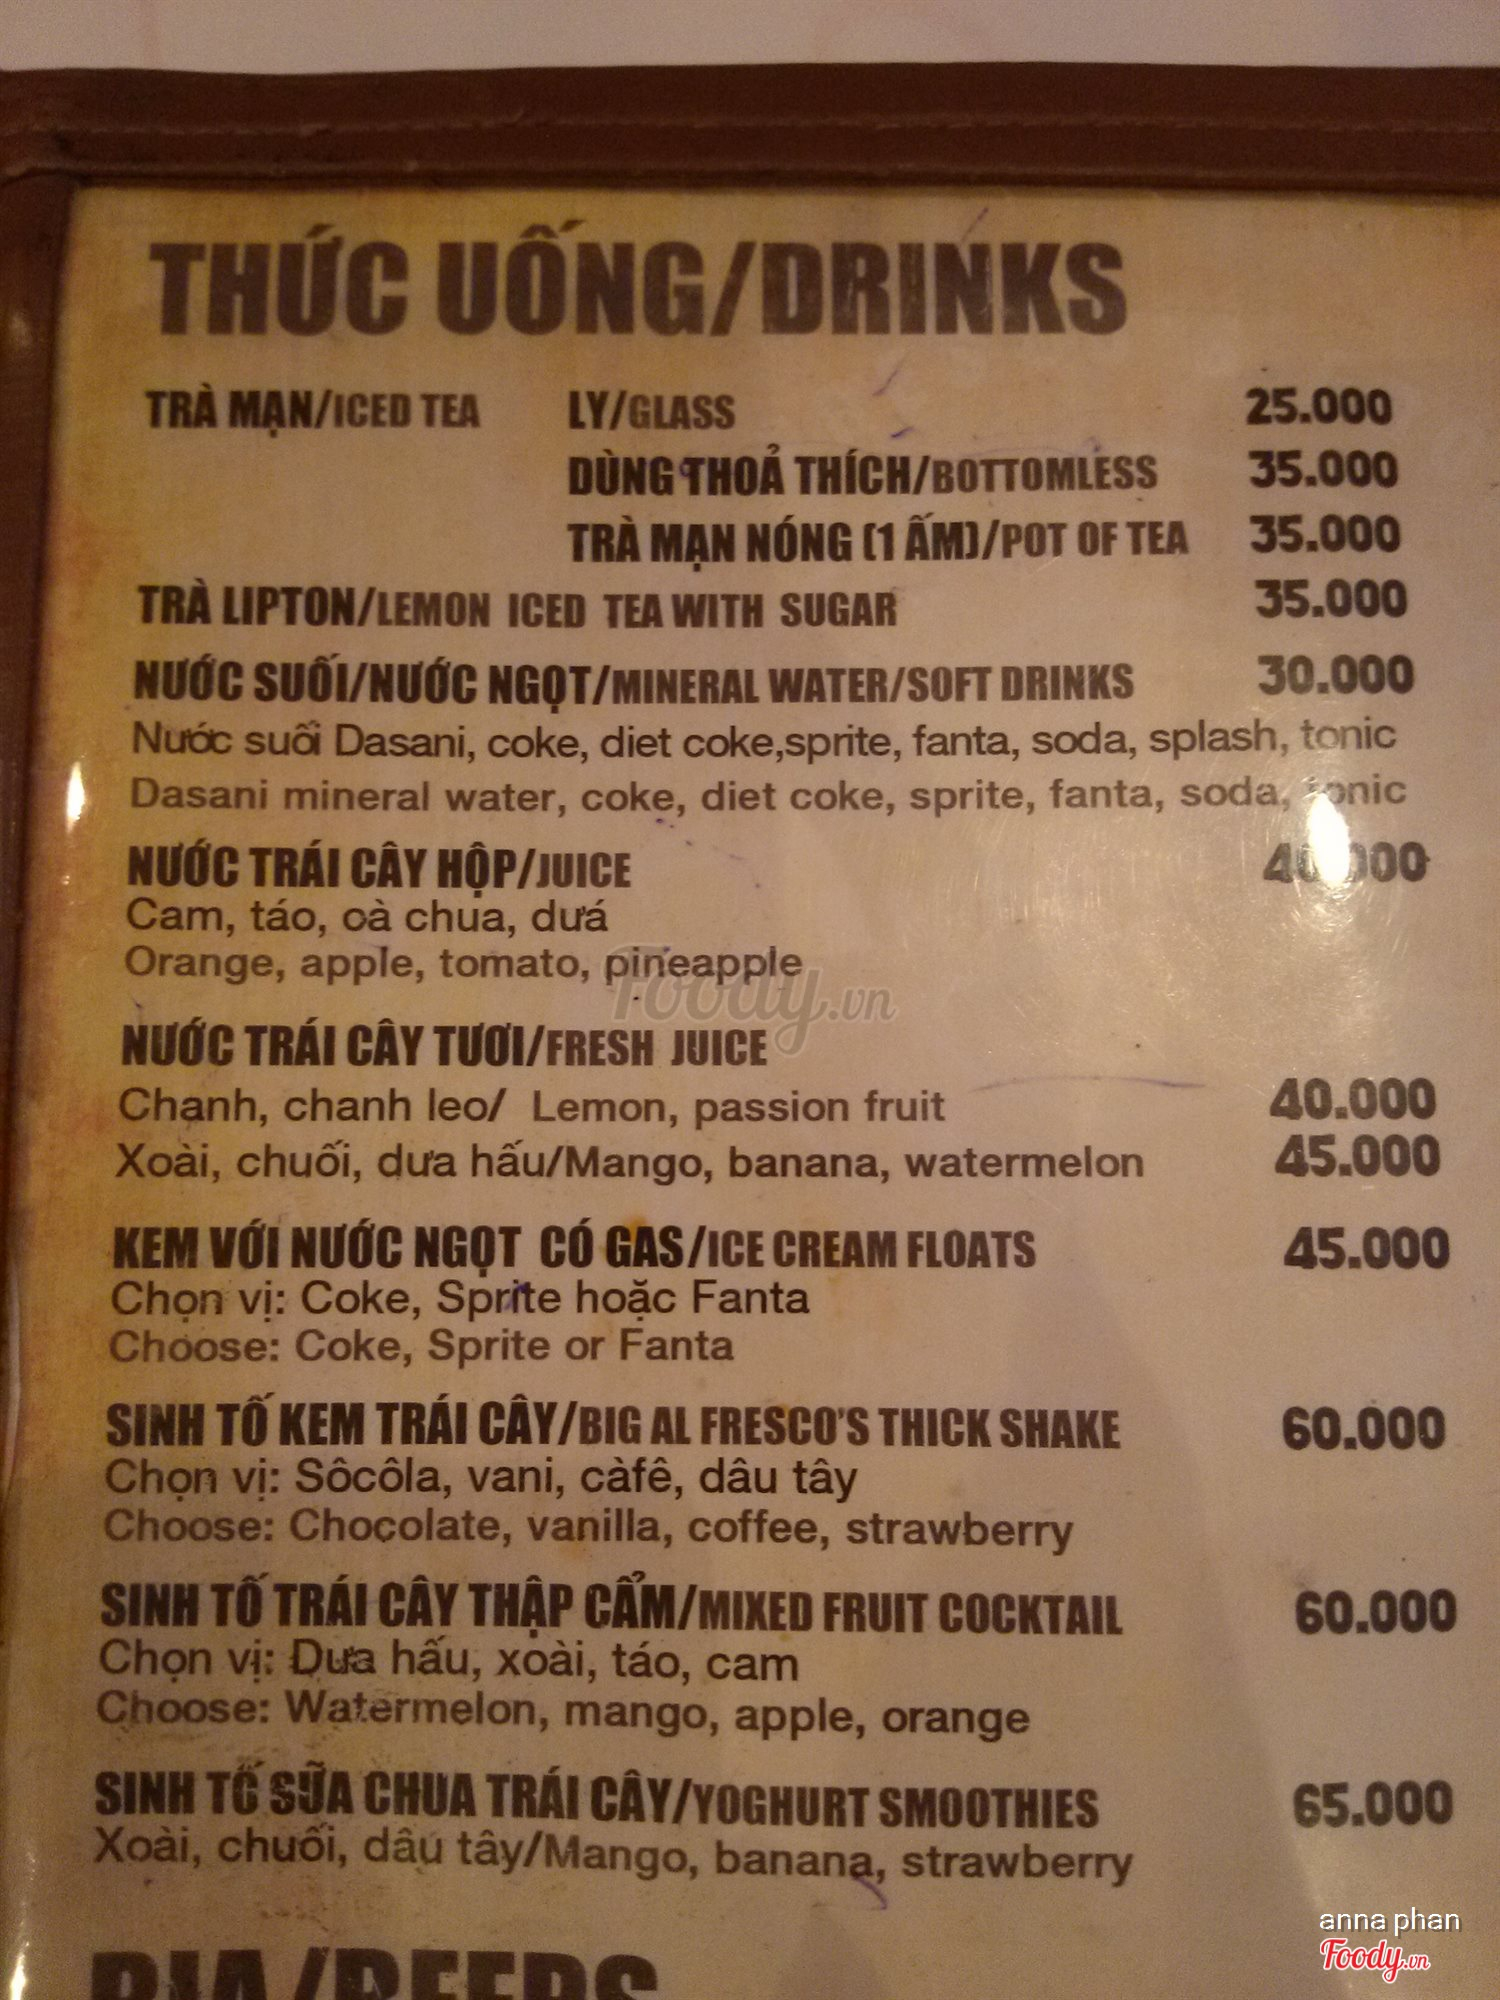 THỨC UỐNG/DRINKS
TRÀ MẠN/ICED TEA LY/GLASS 25.000
DÙNG THOẢ THÍCH/BOTTOMLESS 35.000
TRÀ MẠN NÓNG (1 ẤM)/POT OF TEA 35.000
TRÀ LIPTON/LEMON ICED TEA WITH SUGAR 35.000
NƯỚC SUỐI/NƯỚC NGỌT/MINERAL WATER/SOFT DRINKS 30.000
Nước suối Dasani, coke, diet coke,sprite, fanta, soda, splash, tonic
Dasani mineral water, coke, diet coke, sprite, fanta, soda, tonic
NƯỚC TRÁI CÂY HỘP/JUICE 40.000
Cam, táo, cà chua, dứa
Orange, apple, tomato, pineapple
Foody.vn
NƯỚC TRÁI CÂY TƯƠI/FRESH JUICE
Chanh, chanh leo/ Lemon, passion fruit 40.000
Xoài, chuối, dưa hấu/Mango, banana, watermelon 45.000
KEM VỚI NƯỚC NGỌT CÓ GAS/ICE CREAM FLOATS 45.000
Chọn vị: Coke, Sprite hoặc Fanta
Choose: Coke, Sprite or Fanta
SINH TỐ KEM TRÁI CÂY/BIG AL FRESCO'S THICK SHAKE 60.000
Chọn vị: Sôcôla, vani, càfê, dâu tây
Choose: Chocolate, vanilla, coffee, strawberry
SINH TỐ TRÁI CÂY THẬP CẨM/MIXED FRUIT COCKTAIL 60.000
Chọn vị: Dưa hấu, xoài, táo, cam
Choose: Watermelon, mango, apple, orange
SINH TỐ SỮA CHUA TRÁI CÂY/YOGHURT SMOOTHIES 65.000
Xoài, chuối, dâu tây/Mango, banana, strawberry
BIA/BEERS
anna phan
Foody.vn